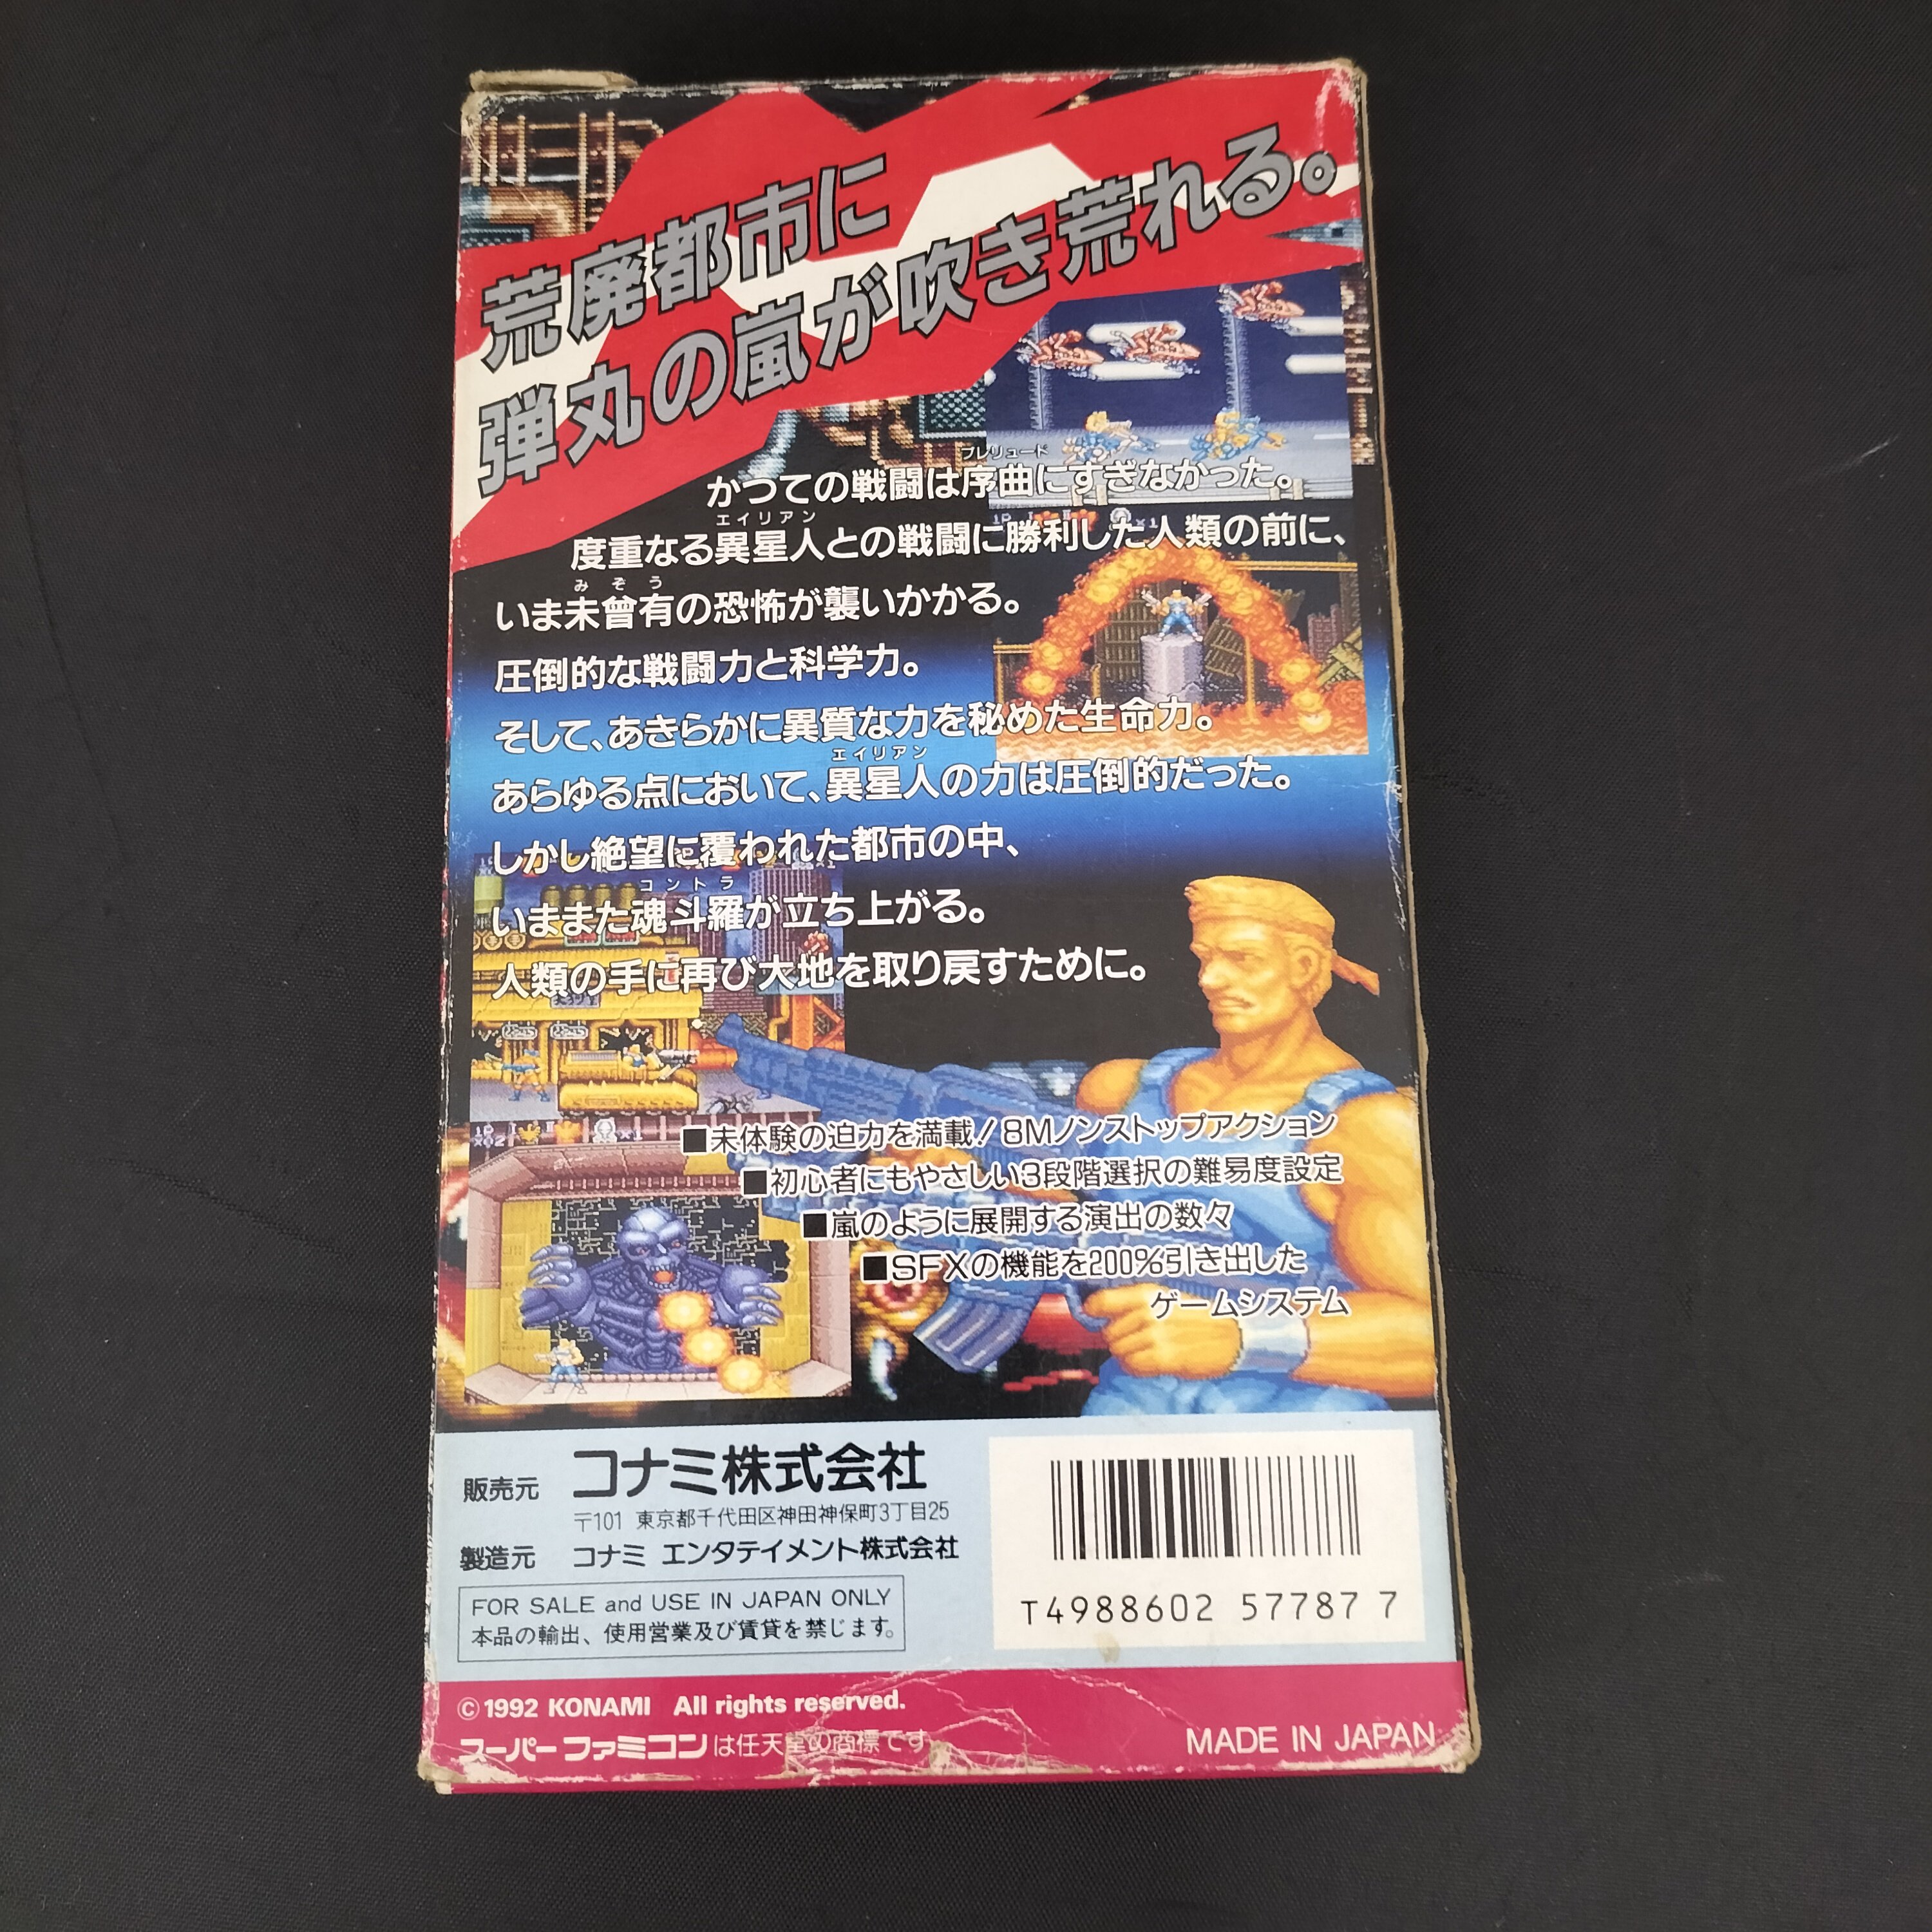 荒廃都市に
弾丸の嵐が吹き荒れる。
プレリュード
かつての戦闘は序曲にすぎなかった。
エイリアン
度重なる異星人との戦闘に勝利した人類の前に、
みぞう
いま未曾有の恐怖が襲いかかる。
圧倒的な戦闘力と科学力。
そして、あきらかに異質な力を秘めた生命力。
エイリアン
あらゆる点において、異星人の力は圧倒的だった。
しかし絶望に覆われた都市の中、
コントラ
いままた魂斗羅が立ち上がる。
人類の手に再び大地を取り戻すために。
■未体験の迫力を満載!8Mノンストップアクション
■初心者にもやさしい3段階選択の難易度設定
■嵐のように展開する演出の数々
■SFXの機能を200%引き出した
ゲームシステム
販売元 コナミ株式会社
〒101 東京都千代田区神田神保町3丁目25
製造元 コナミ エンタテイメント株式会社
FOR SALE and USE IN JAPAN ONLY
本品の輸出、使用営業及び賃貸を禁じます。
T4988602 57787 7
©1992 KONAMI All rights reserved.
スーパーファミコンは任天堂の商標です
MADE IN JAPAN